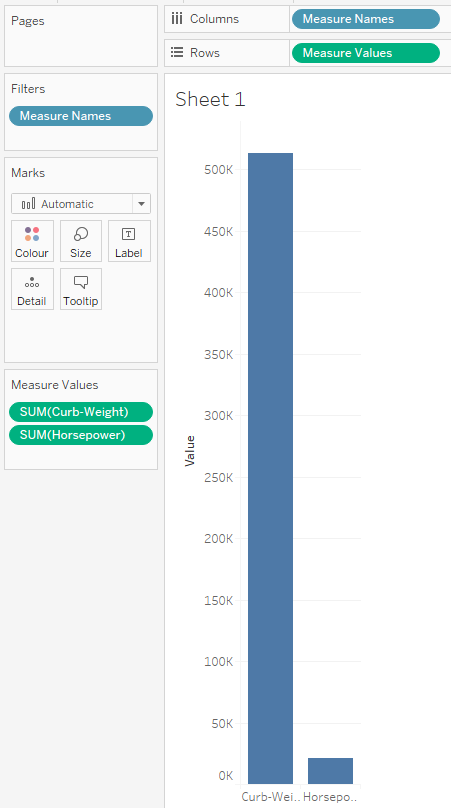 Pages
Columns
Measure Names
Rows
Measure Values
Filters
Measure Names
Marks
Automatic
Colour
Size
Label
Detail
Tooltip
Measure Values
SUM(Curb-Weight)
SUM(Horsepower)
Sheet 1
500K
450K
400K
350K
300K
250K
200K
150K
100K
50K
0K
Value
Curb-Wei.. Horsepo..